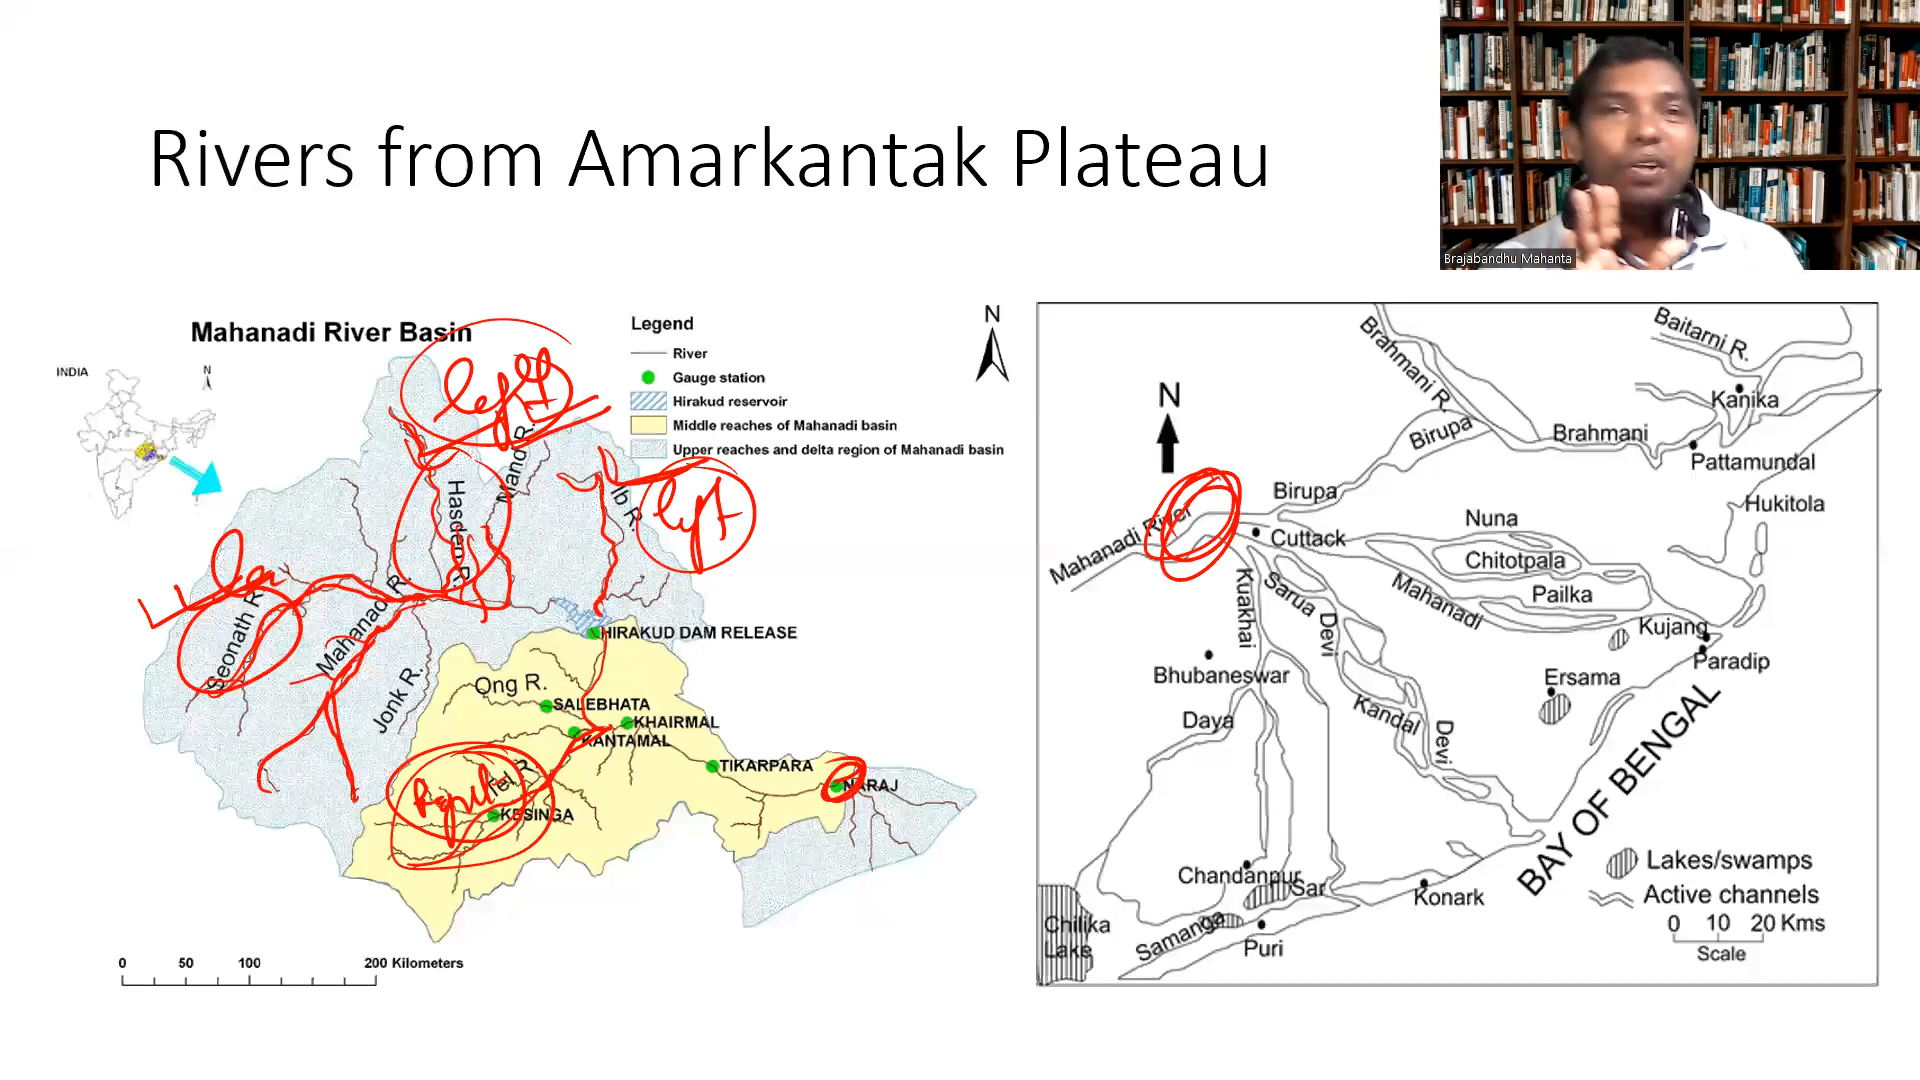 Rivers from Amarkantak Plateau
Brajabandhu Mahanta
Mahanadi River Basin
INDIA
N
left
Legend
River
Gauge station
Hirakud reservoir
Middle reaches of Mahanadi basin
Upper reaches and delta region of Mahanadi basin
N
Hasden R.
Mand R.
Ib R.
left
Seonath R.
Mahanadi R.
Jonk R.
HIRAKUD DAM RELEASE
Ong R.
SALEBHATA
KHAIRMAL
KANTAMAL
TIKARPARA
NARAJ
Tel R.
KESINGA
0 50 100 200 Kilometers
N
Brahmani R.
Baitarni R.
Kanika
Birupa
Brahmani
Pattamundal
Birupa
Hukitola
Mahanadi River
Cuttack
Nuna
Chitotpala
Kuakhai
Sarua
Devi
Mahanadi
Pailka
Kujang
Paradip
Bhubaneswar
Ersama
Daya
Kandal
Devi
BAY OF BENGAL
Chandanpur
Sar
Konark
Chilika
Lake
Samanga
Puri
Lakes/swamps
Active channels
0 10 20 Kms
Scale